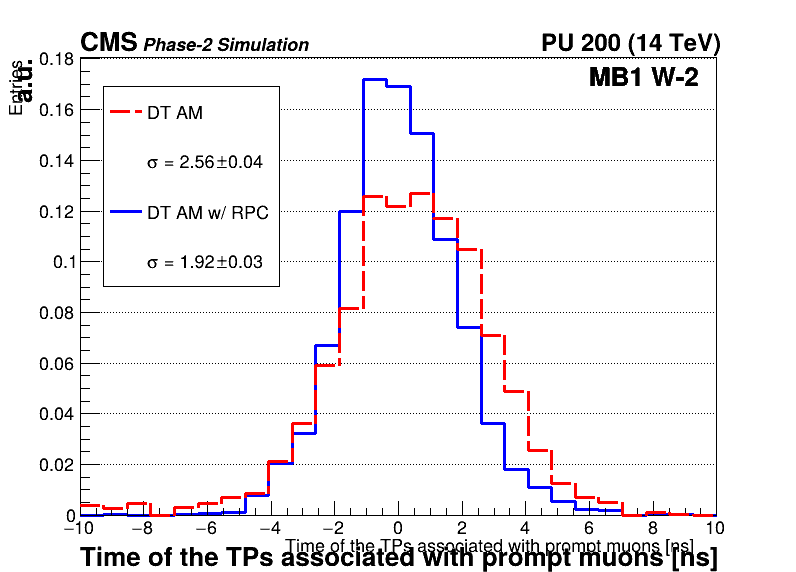 CMS Phase-2 Simulation PU 200 (14 TeV)
MB1 W-2
Entries
a.u.
0.18
0.16
0.14
0.12
0.1
0.08
0.06
0.04
0.02
0
DT AM
σ = 2.56±0.04
DT AM w/ RPC
σ = 1.92±0.03
−10 −8 −6 −4 −2 0 2 4 6 8 10
Time of the TPs associated with prompt muons [ns]
Time of the TPs associated with prompt muons [ns]